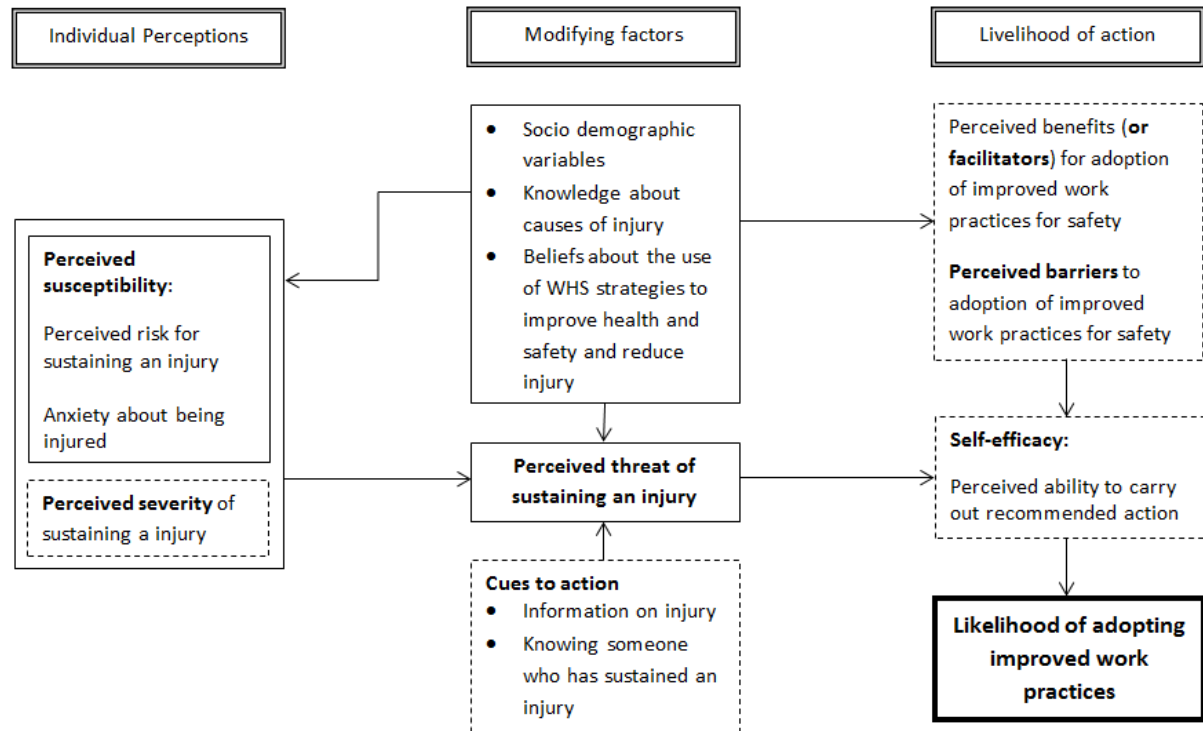 Individual Perceptions
Modifying factors
Livelihood of action
● Socio demographic
variables
● Knowledge about
causes of injury
● Beliefs about the use
of WHS strategies to
improve health and
safety and reduce
injury
Perceived benefits (or
facilitators) for adoption
of improved work
practices for safety
Perceived barriers to
adoption of improved
work practices for safety
Perceived
susceptibility:
Perceived risk for
sustaining an injury
Anxiety about being
injured
Perceived severity of
sustaining a injury
Perceived threat of
sustaining an injury
Self-efficacy:
Perceived ability to carry
out recommended action
Cues to action
● Information on injury
● Knowing someone
who has sustained an
injury
Likelihood of adopting
improved work
practices